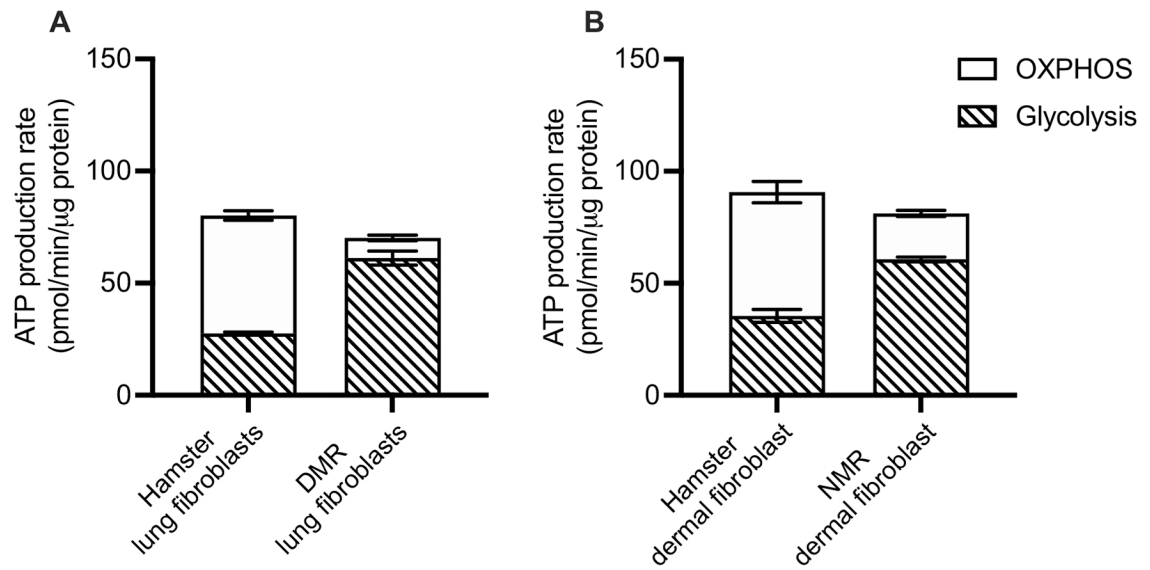 A
ATP production rate
(pmol/min/μg protein)
150
100
50
0
Hamster
lung fibroblasts
DMR
lung fibroblasts
B
ATP production rate
(pmol/min/μg protein)
150
100
50
0
Hamster
dermal fibroblast
NMR
dermal fibroblast
OXPHOS
Glycolysis